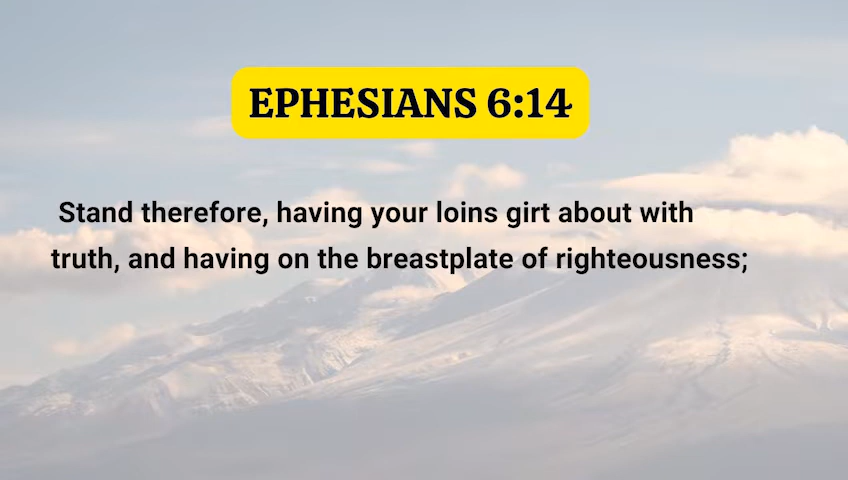 EPHESIANS 6:14
Stand therefore, having your loins girt about with
truth, and having on the breastplate of righteousness;